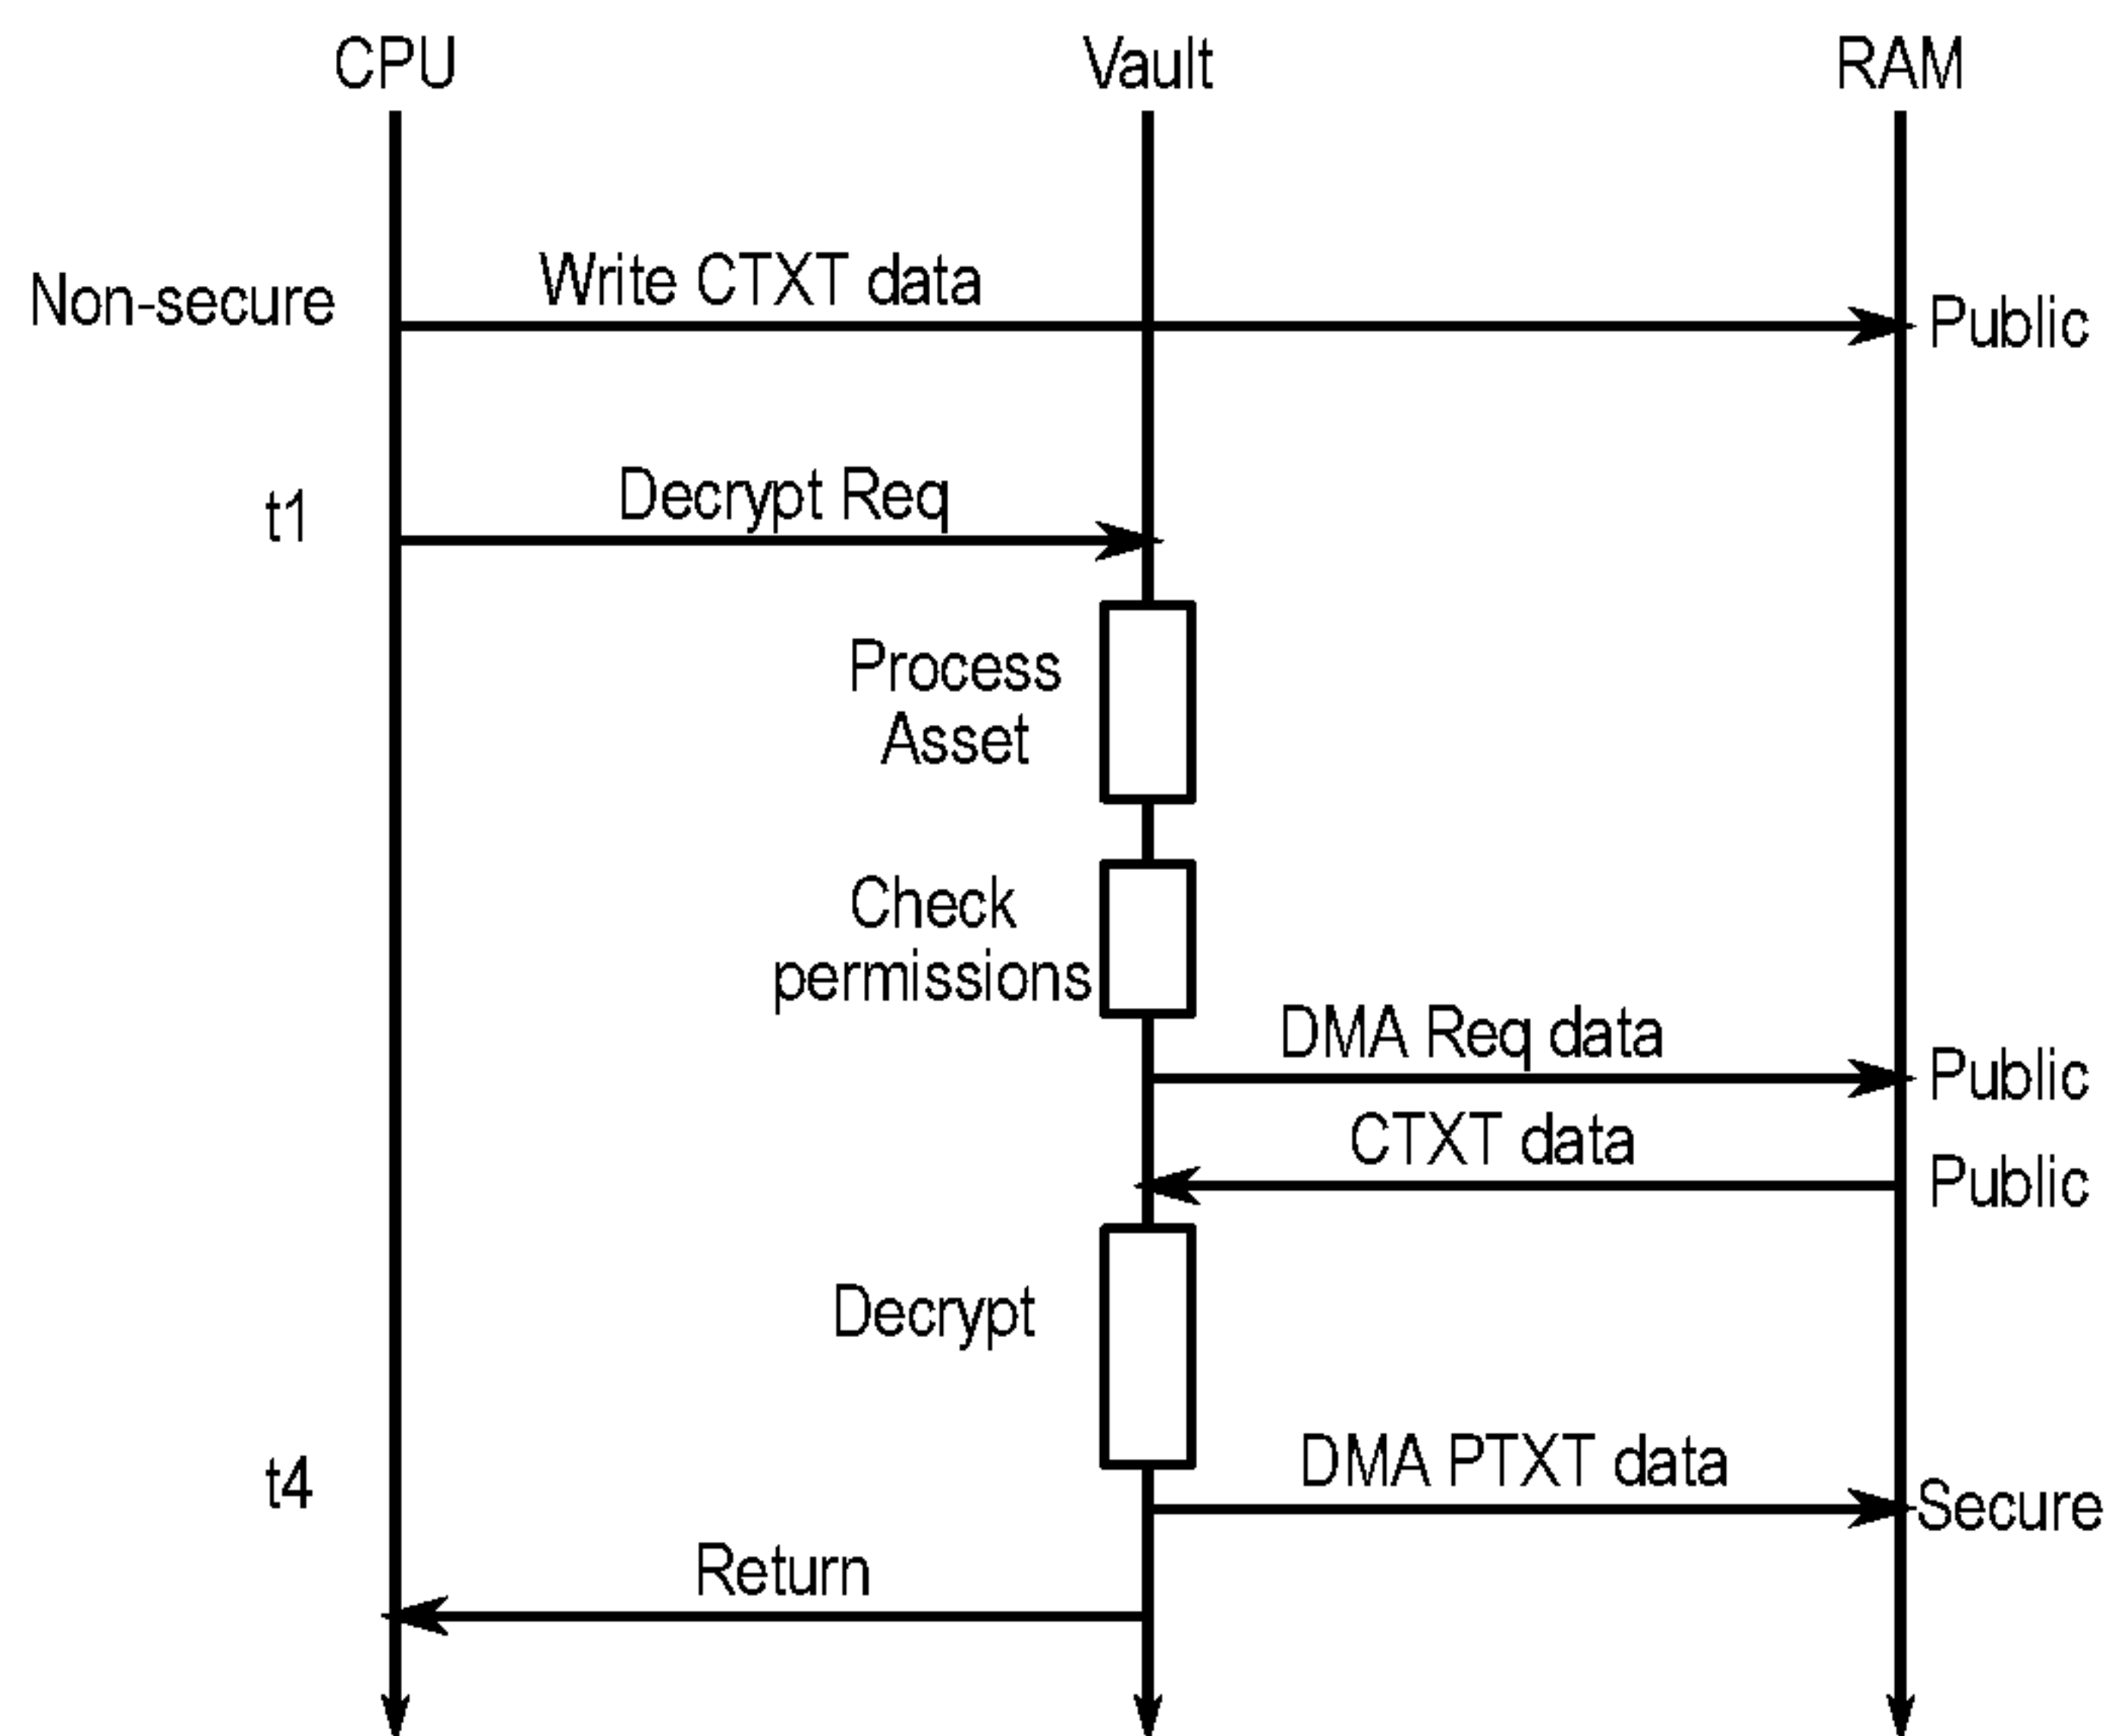 CPU
Vault
RAM
Non-secure
Write CTXT data
Public
t1
Decrypt Req
Process
Asset
Check
permissions
DMA Req data
Public
CTXT data
Public
Decrypt
t4
DMA PTXT data
Secure
Return